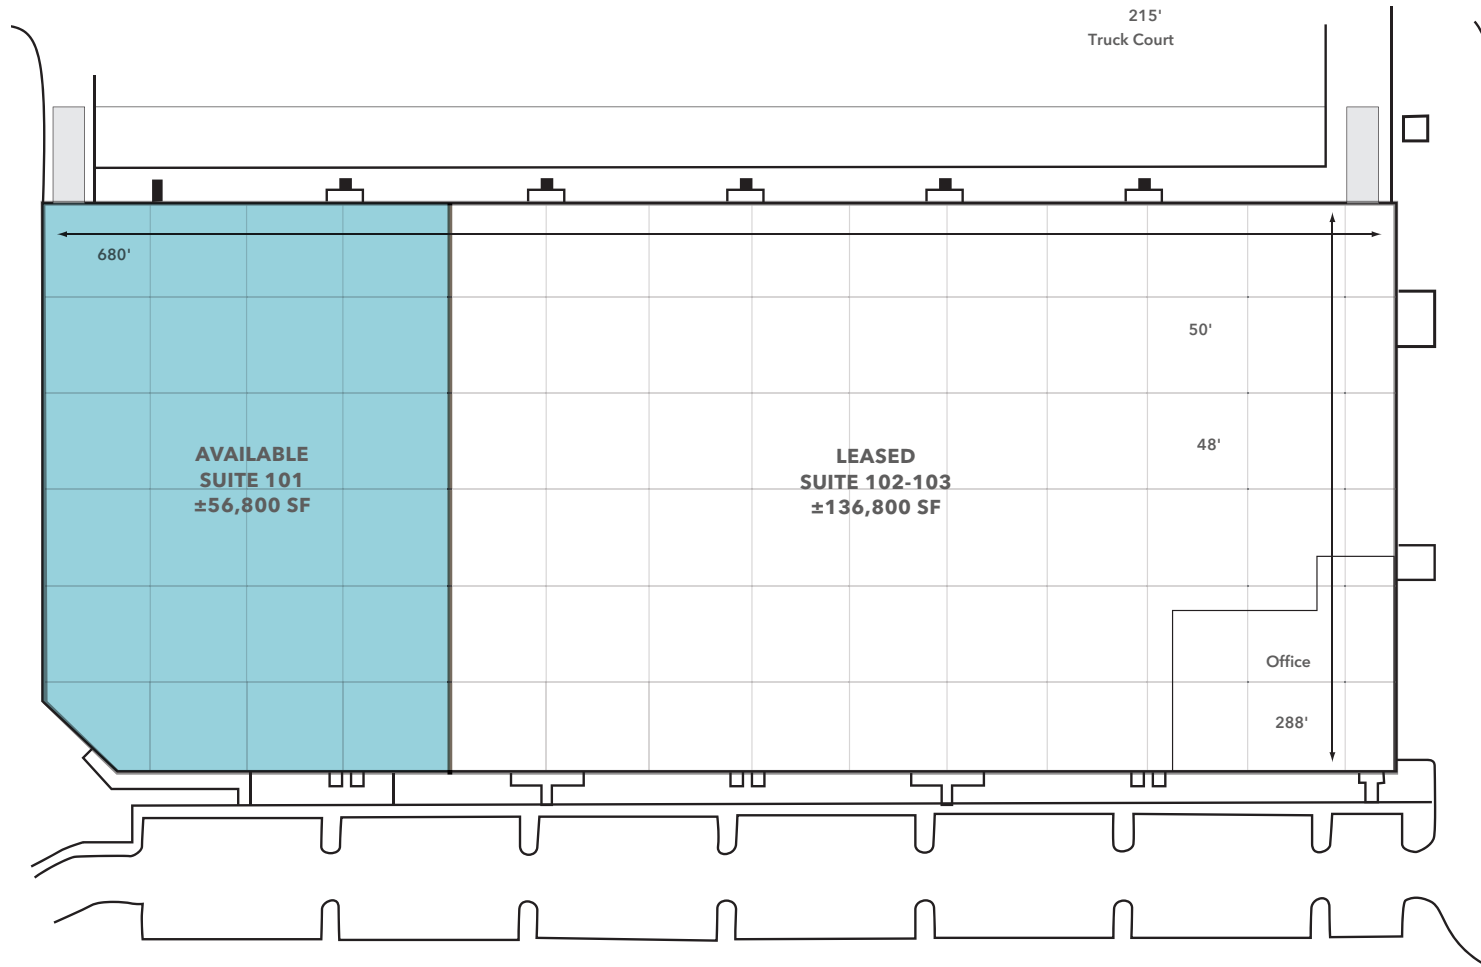 215'
Truck Court
680'
50'
48'
AVAILABLE
SUITE 101
±56,800 SF
LEASED
SUITE 102-103
±136,800 SF
Office
288'